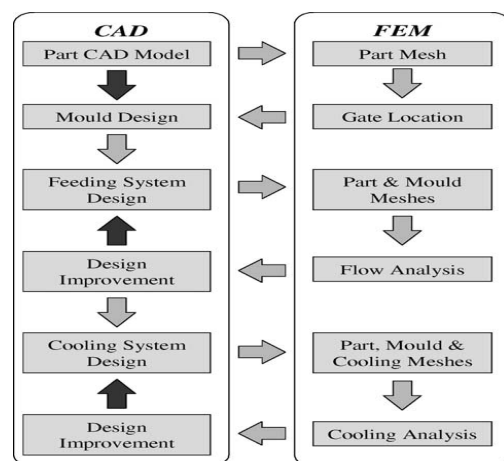 CAD
Part CAD Model
Mould Design
Feeding System
Design
Design
Improvement
Cooling System
Design
Design
Improvement
FEM
Part Mesh
Gate Location
Part & Mould
Meshes
Flow Analysis
Part, Mould &
Cooling Meshes
Cooling Analysis